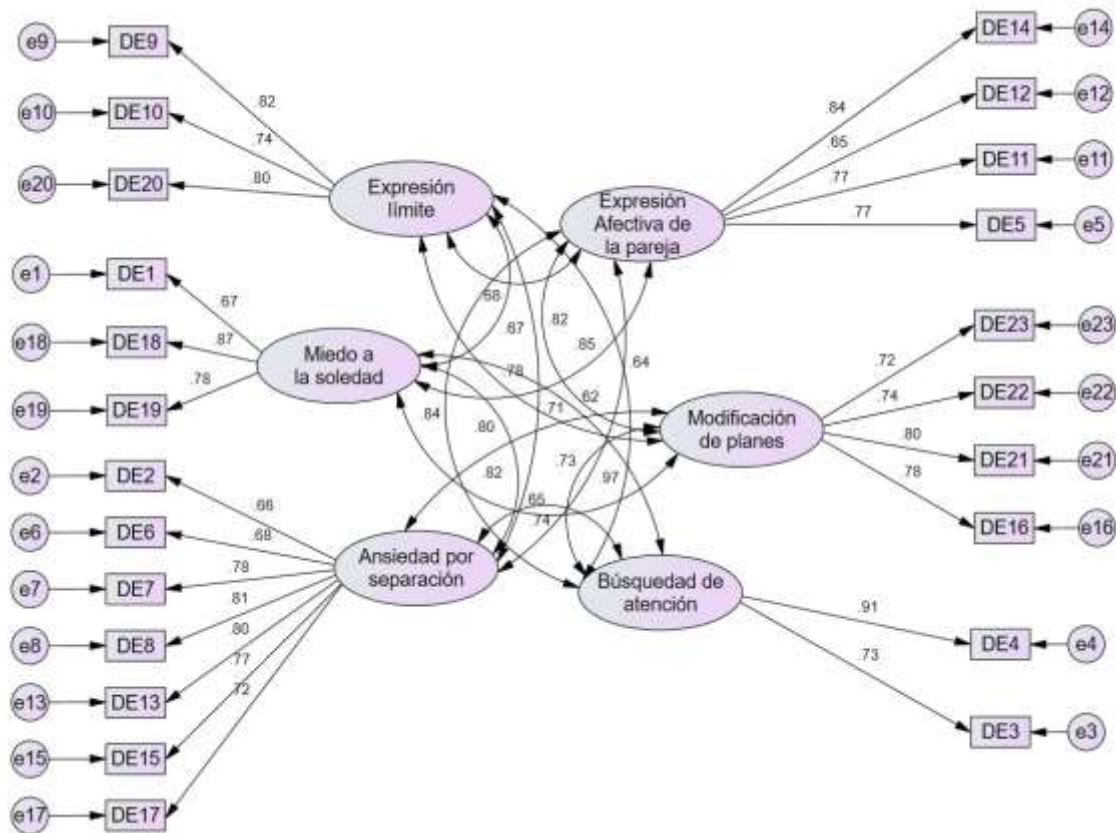 e9
DE9
e10
DE10
e20
DE20
.82
.74
.80
Expresión
límite
e1
DE1
e18
DE18
e19
DE19
.67
.87
.78
Miedo a
la soledad
e2
DE2
e6
DE6
e7
DE7
e8
DE8
e13
DE13
e15
DE15
e17
DE17
.66
.68
.78
.81
.80
.77
.72
Ansiedad por
separación
.68
.67
.82
.85
.64
.78
.71
.62
.84
.80
.82
.73
.97
.65
.74
Expresión
Afectiva de
la pareja
.84
.65
.77
.77
DE14
e14
DE12
e12
DE11
e11
DE5
e5
Modificación
de planes
.72
.74
.80
.78
DE23
e23
DE22
e22
DE21
e21
DE16
e16
Búsquedad de
atención
.91
.73
DE4
e4
DE3
e3